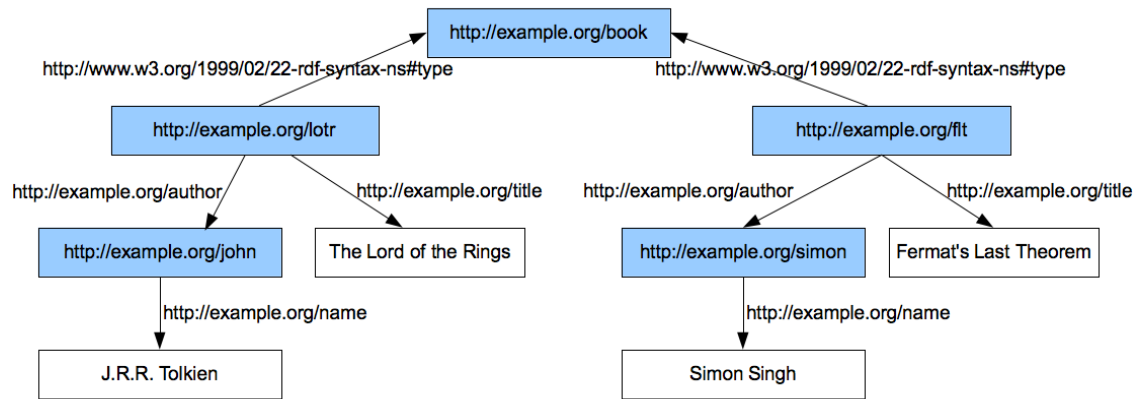 http://example.org/book
http://www.w3.org/1999/02/22-rdf-syntax-ns#type
http://www.w3.org/1999/02/22-rdf-syntax-ns#type
http://example.org/lotr
http://example.org/flt
http://example.org/author
http://example.org/title
http://example.org/author
http://example.org/title
http://example.org/john
The Lord of the Rings
http://example.org/simon
Fermat's Last Theorem
http://example.org/name
http://example.org/name
J.R.R. Tolkien
Simon Singh